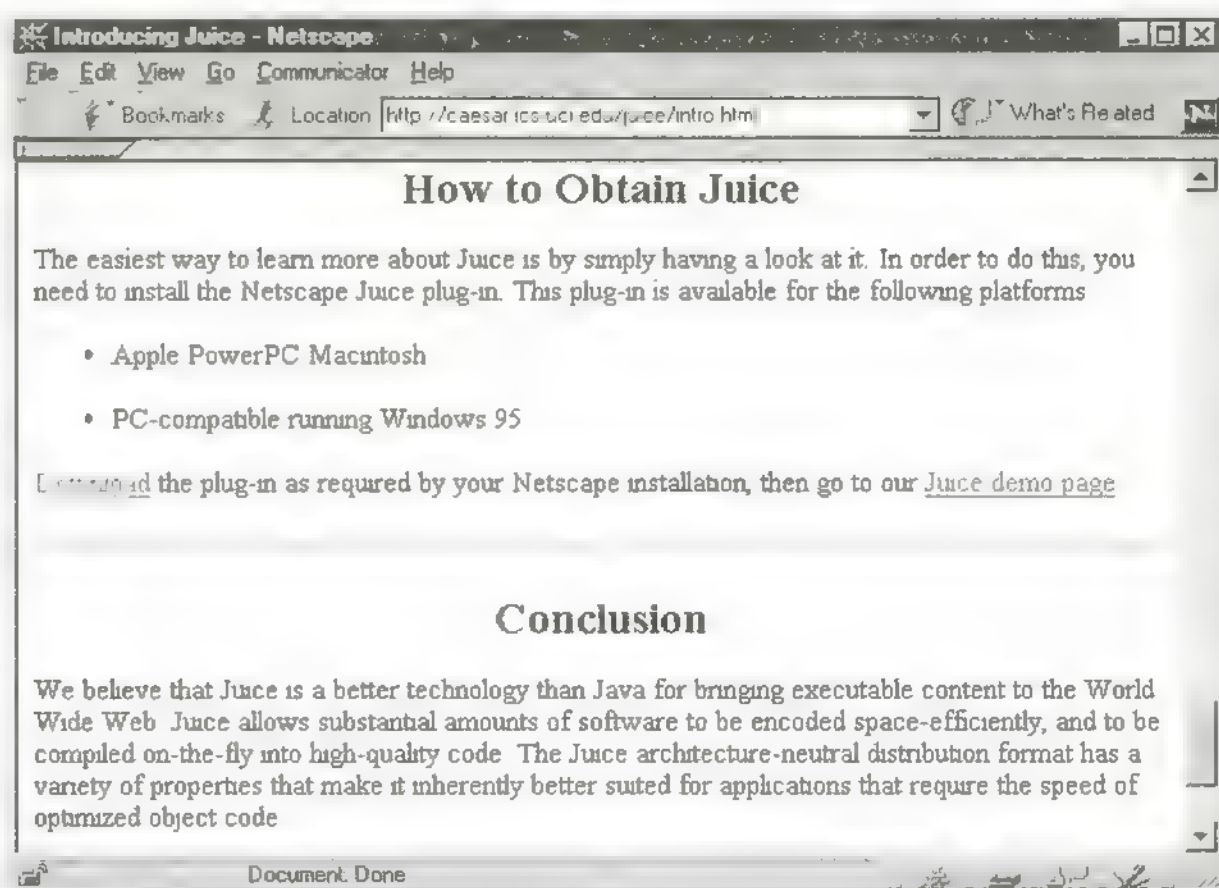 Introducing Juice - Netscape
File Edit View Go Communicator Help
Bookmarks Location http://caesar.ics.uci.edu/juice/intro.html What's Related N
How to Obtain Juice
The easiest way to learn more about Juice is by simply having a look at it. In order to do this, you
need to install the Netscape Juice plug-in. This plug-in is available for the following platforms
• Apple PowerPC Macintosh
• PC-compatible running Windows 95
the plug-in as required by your Netscape installation, then go to our Juice demo page
Conclusion
We believe that Juice is a better technology than Java for bringing executable content to the World
Wide Web Juice allows substantial amounts of software to be encoded space-efficiently, and to be
compiled on-the-fly into high-quality code The Juice architecture-neutral distribution format has a
variety of properties that make it inherently better suited for applications that require the speed of
optimized object code
Document: Done